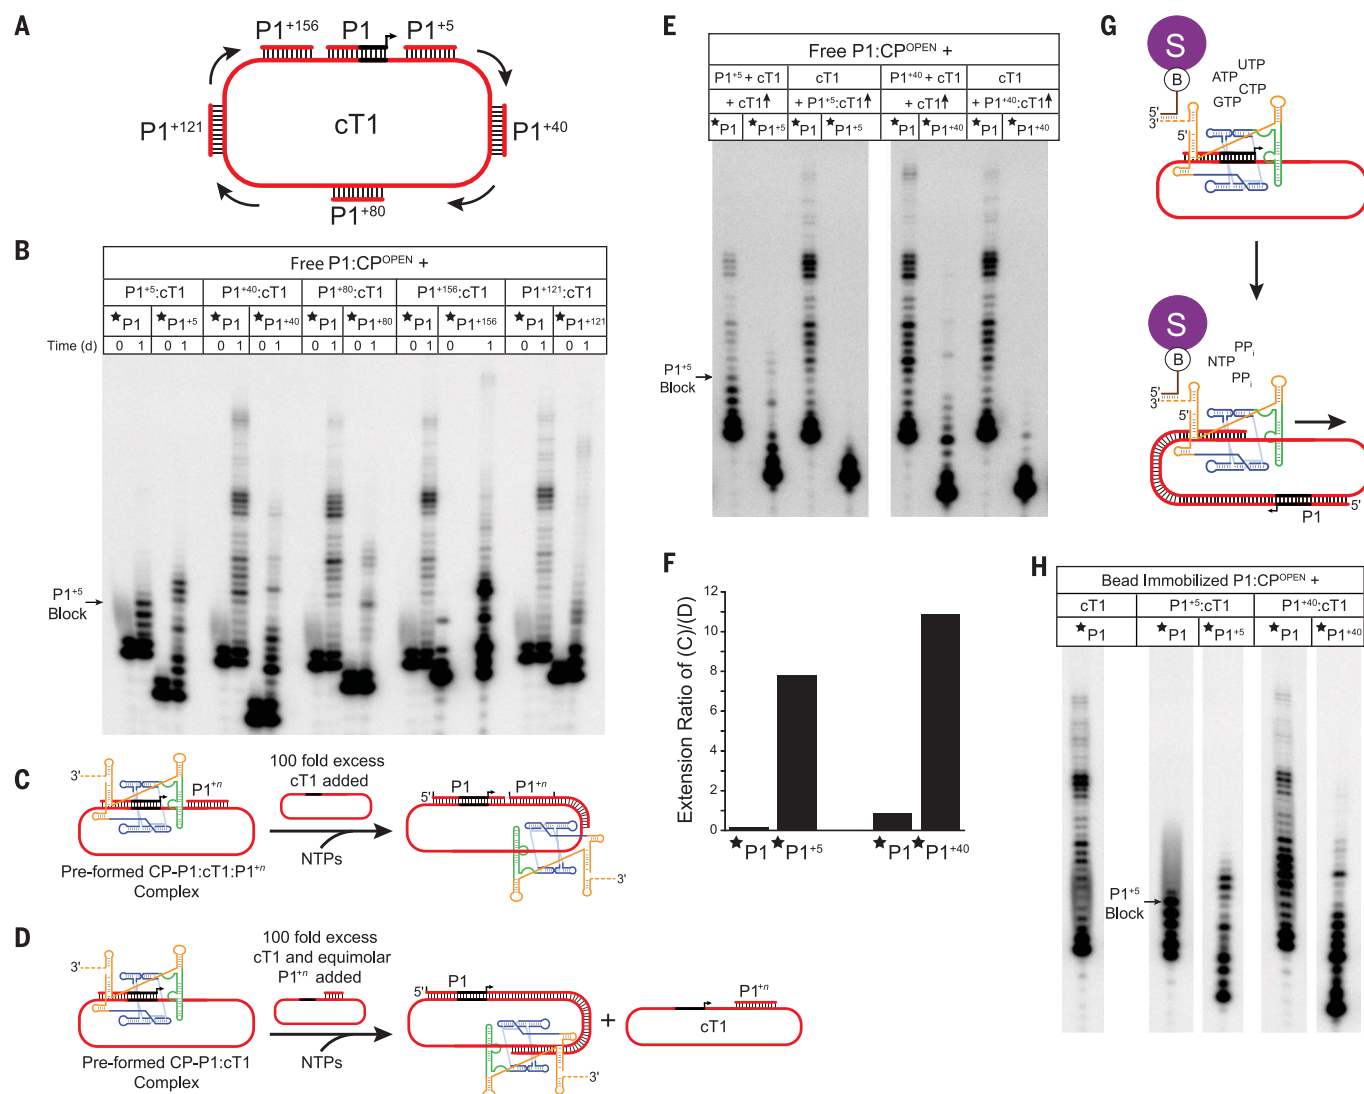 A
P1+156
P1
P1+5
P1+121
cT1
P1+40
P1+80
B
Free P1:CPOPEN +
P1+5:cT1 P1+40:cT1 P1+80:cT1 P1+156:cT1 P1+121:cT1
★P1 ★P1+5 ★P1 ★P1+40 ★P1 ★P1+80 ★P1 ★P1+156 ★P1 ★P1+121
Time (d) 0 1 0 1 0 1 0 1 0 1 0 1 0 1 0 1 0 1 0 1
P1+5
Block
C
3'
P1+n
Pre-formed CP-P1:cT1:P1+n
Complex
100 fold excess
cT1 added
NTPs
5'
P1
P1+n
3'
D
3'
Pre-formed CP-P1:cT1
Complex
100 fold excess
cT1 and equimolar
P1+n added
NTPs
5'
P1
3'
+
P1+n
cT1
E
Free P1:CPOPEN +
P1+5 + cT1 cT1 P1+40 + cT1 cT1
+ cT1↑ + P1+5:cT1↑ + cT1↑ + P1+40:cT1↑
★P1 ★P1+5 ★P1 ★P1+5 ★P1 ★P1+40 ★P1 ★P1+40
P1+5
Block
F
Extension Ratio of (C)/(D)
12
10
8
6
4
2
0
★P1 ★P1+5 ★P1 ★P1+40
G
S
B
ATP UTP
CTP
GTP
5'
3'
5'
S
B
NTP PPi
PPi
5'
3'
5'
P1
5'
H
Bead Immobilized P1:CPOPEN +
cT1 P1+5:cT1 P1+40:cT1
★P1 ★P1 ★P1+5 ★P1 ★P1+40
P1+5
Block